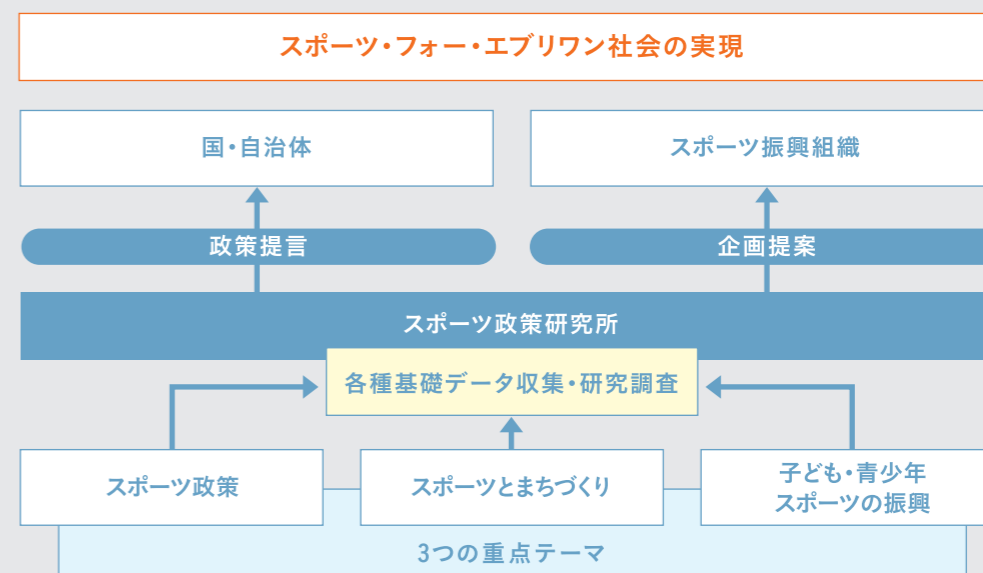 スポーツ・フォー・エブリワン社会の実現
国・自治体
スポーツ振興組織
政策提言
企画提案
スポーツ政策研究所
各種基礎データ収集・研究調査
スポーツ政策
スポーツとまちづくり
子ども・青少年
スポーツの振興
3つの重点テーマ